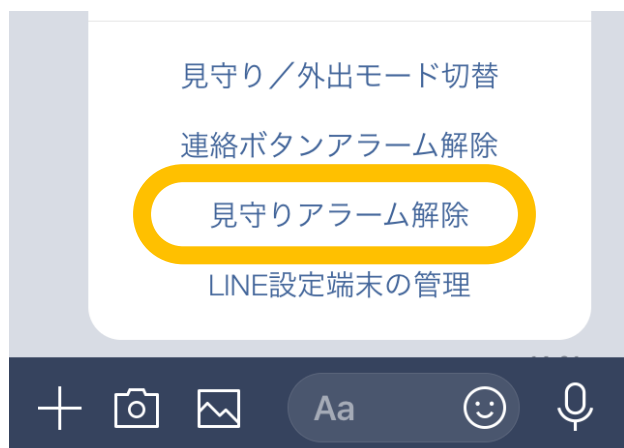 見守り／外出モード切替
連絡ボタンアラーム解除
見守りアラーム解除
LINE設定端末の管理
Aa